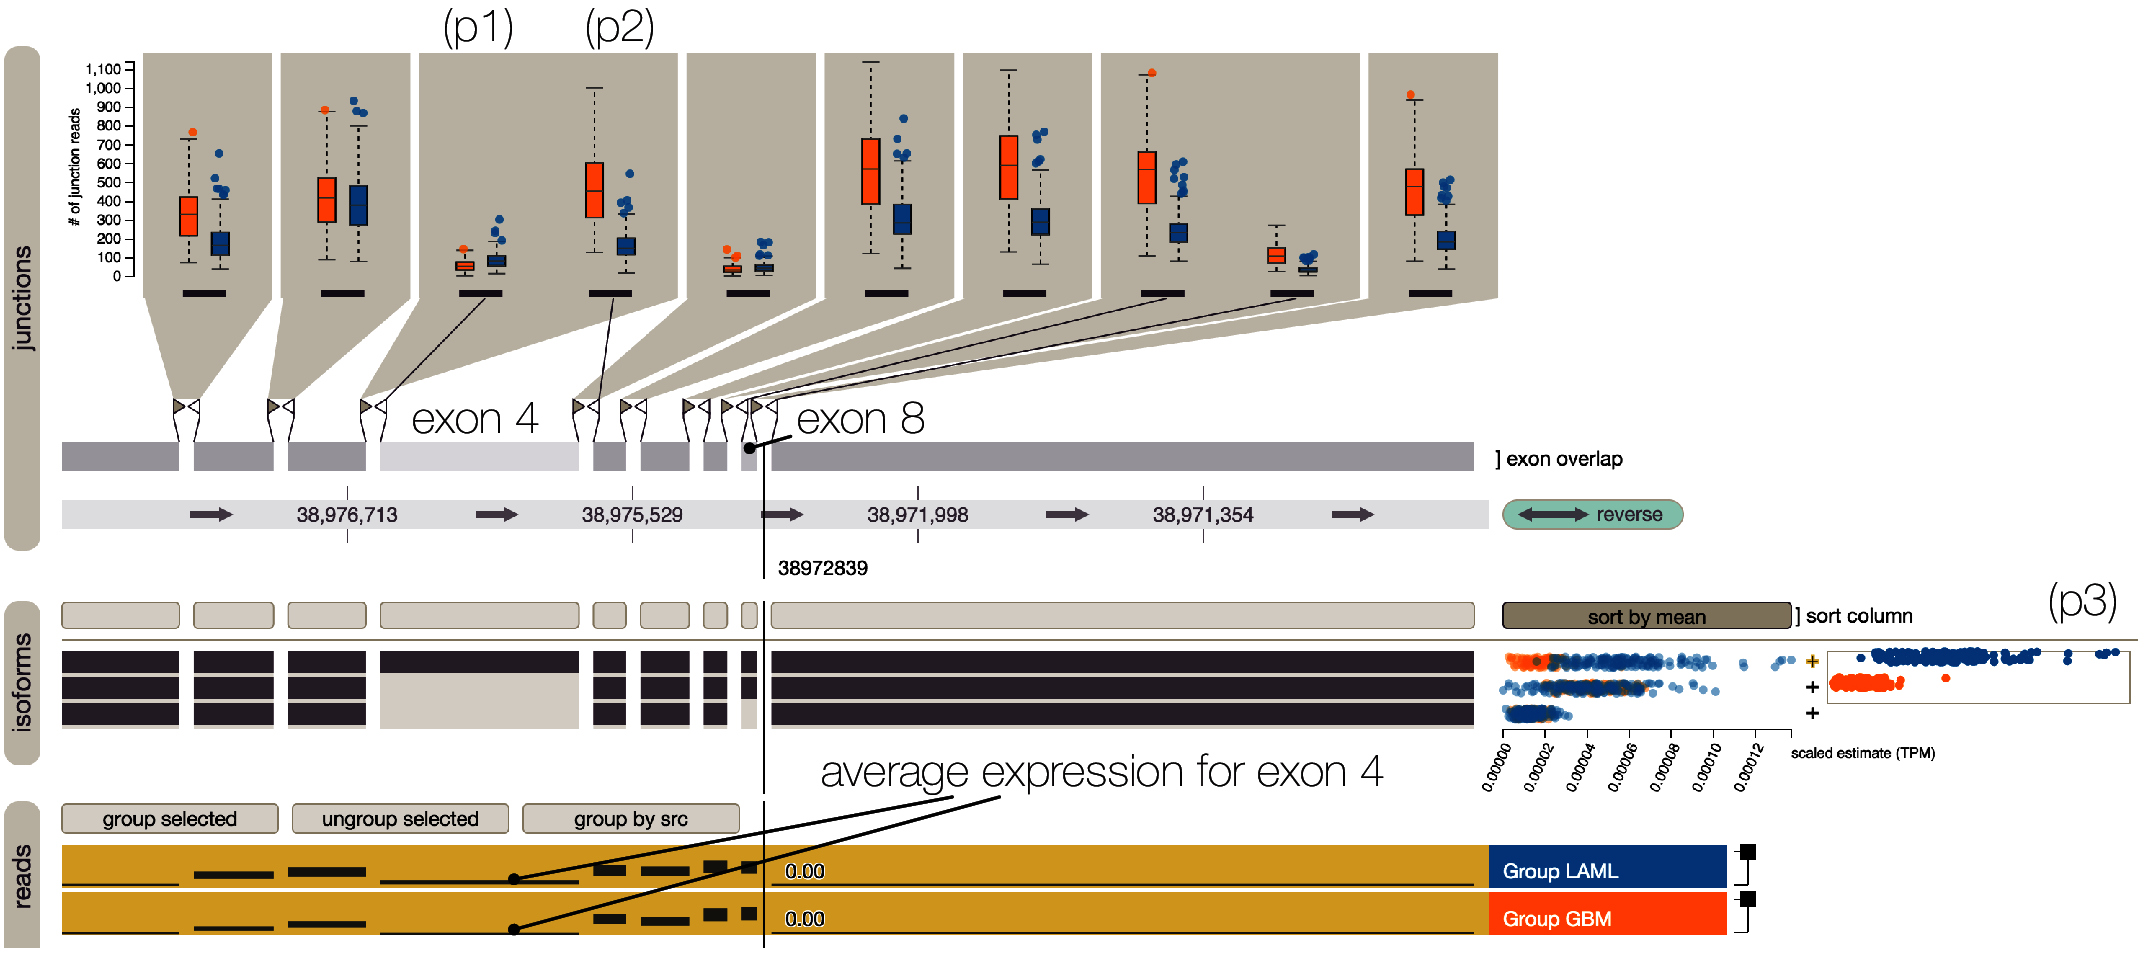 (p1)
(p2)
junctions
# of junction reads
1,100
1,000
900
800
700
600
500
400
300
200
100
0
exon 4
exon 8
] exon overlap
38,976,713
38,975,529
38,971,998
38,971,354
reverse
38972839
(p3)
isoforms
sort by mean
] sort column
+
+
+
0.00000
0.00002
0.00004
0.00006
0.00008
0.00010
0.00012
scaled estimate (TPM)
average expression for exon 4
reads
group selected
ungroup selected
group by src
0.00
Group LAML
0.00
Group GBM